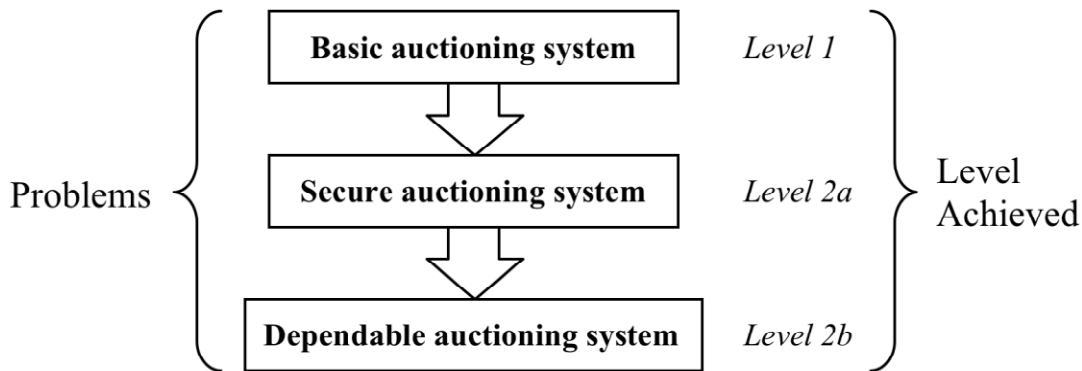 Basic auctioning system
Level 1
Problems
Secure auctioning system
Level 2a
Level
Achieved
Dependable auctioning system
Level 2b